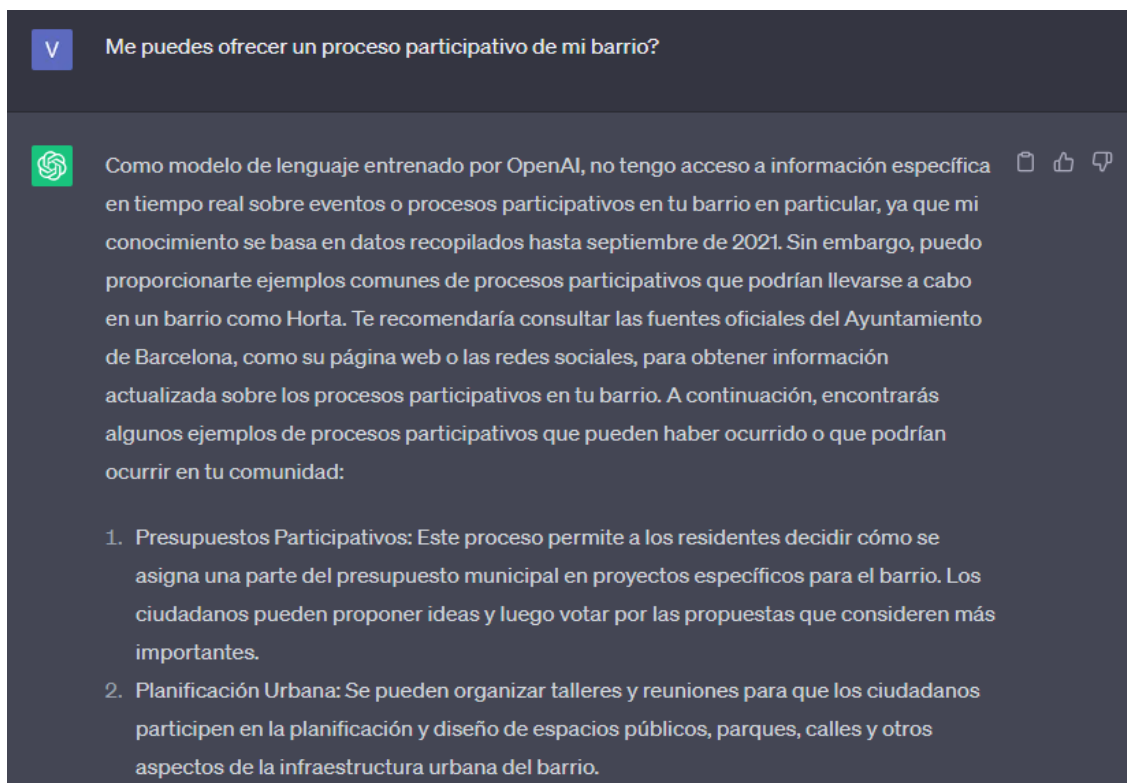 V
Me puedes ofrecer un proceso participativo de mi barrio?
Como modelo de lenguaje entrenado por OpenAI, no tengo acceso a información específica
en tiempo real sobre eventos o procesos participativos en tu barrio en particular, ya que mi
conocimiento se basa en datos recopilados hasta septiembre de 2021. Sin embargo, puedo
proporcionarte ejemplos comunes de procesos participativos que podrían llevarse a cabo
en un barrio como Horta. Te recomendaría consultar las fuentes oficiales del Ayuntamiento
de Barcelona, como su página web o las redes sociales, para obtener información
actualizada sobre los procesos participativos en tu barrio. A continuación, encontrarás
algunos ejemplos de procesos participativos que pueden haber ocurrido o que podrían
ocurrir en tu comunidad:
1. Presupuestos Participativos: Este proceso permite a los residentes decidir cómo se
asigna una parte del presupuesto municipal en proyectos específicos para el barrio. Los
ciudadanos pueden proponer ideas y luego votar por las propuestas que consideren más
importantes.
2. Planificación Urbana: Se pueden organizar talleres y reuniones para que los ciudadanos
participen en la planificación y diseño de espacios públicos, parques, calles y otros
aspectos de la infraestructura urbana del barrio.